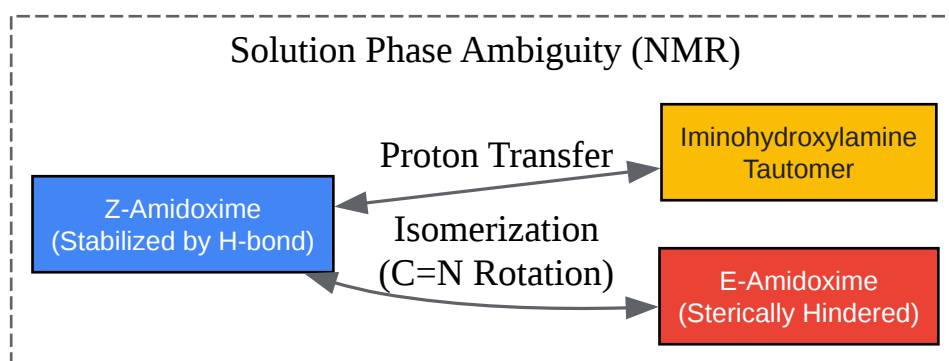 Solution Phase Ambiguity (NMR)
Iminohydroxylamine
Tautomer
Proton Transfer
Z-Amidoxime
(Stabilized by H-bond)
Isomerization
(C=N Rotation)
E-Amidoxime
(Sterically Hindered)